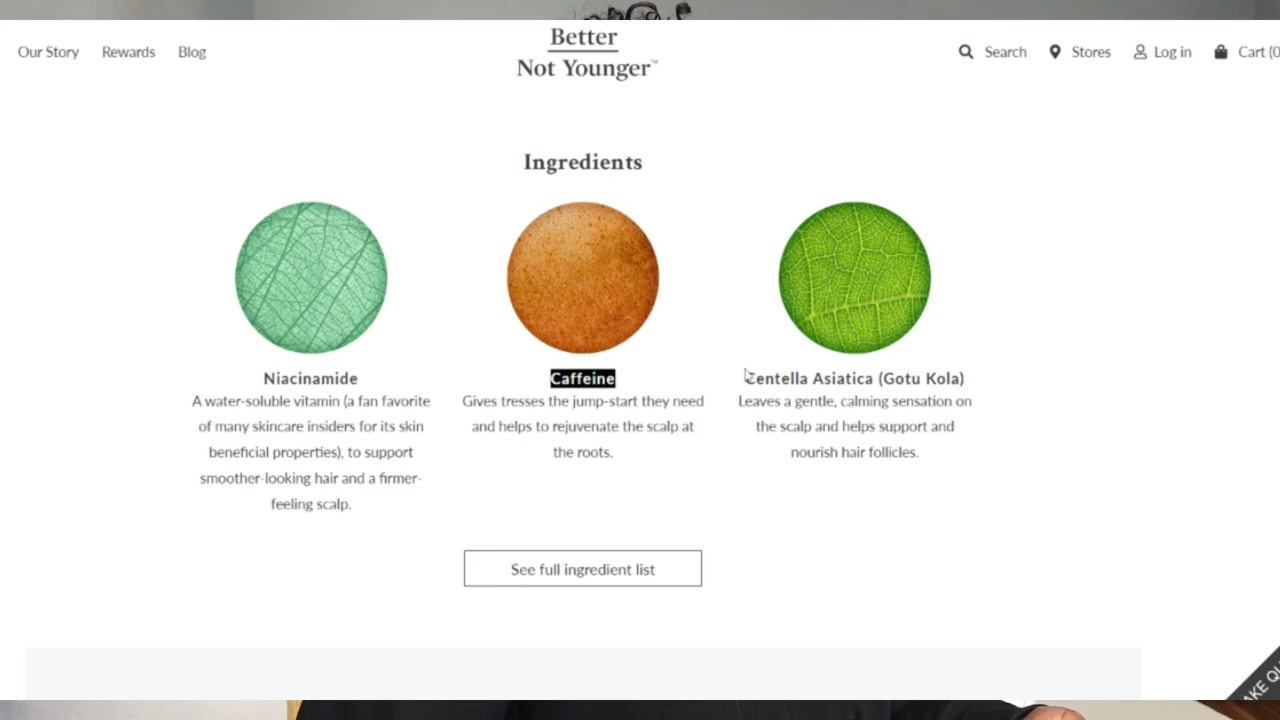 Our Story Rewards Blog
Better
Not Younger™
Search Stores Log in Cart (0
Ingredients
Niacinamide
A water-soluble vitamin (a fan favorite
of many skincare insiders for its skin
beneficial properties), to support
smoother-looking hair and a firmer-
feeling scalp.
Caffeine
Gives tresses the jump-start they need
and helps to rejuvenate the scalp at
the roots.
Centella Asiatica (Gotu Kola)
Leaves a gentle, calming sensation on
the scalp and helps support and
nourish hair follicles.
See full ingredient list